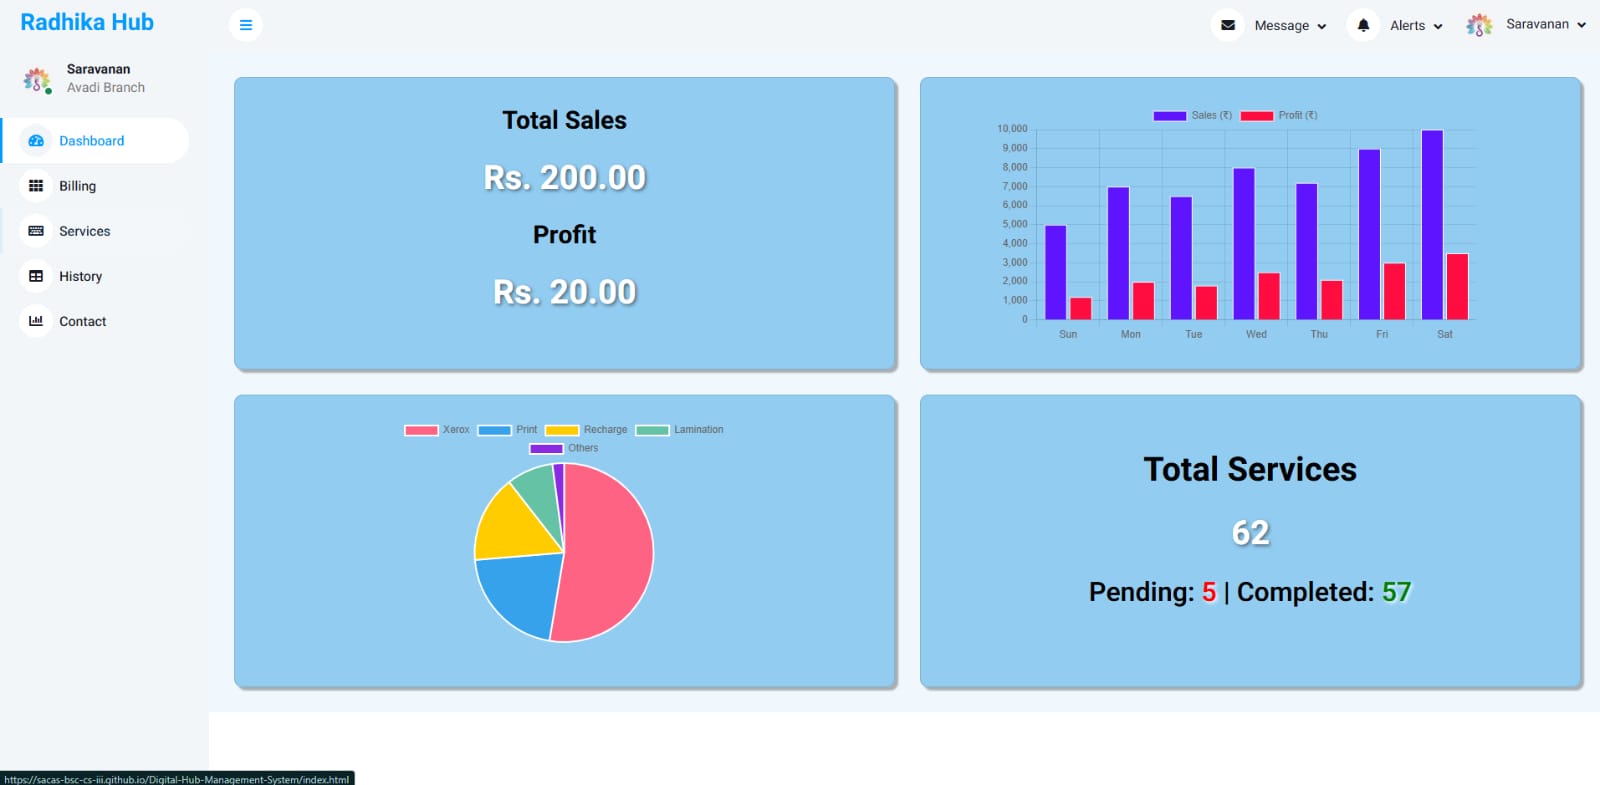 Radhika Hub
Message
Alerts
Saravanan
Saravanan
Avadi Branch
Dashboard
Billing
Services
History
Contact
Total Sales
Rs. 200.00
Profit
Rs. 20.00
Sales (₹) Profit (₹)
10,000
9,000
8,000
7,000
6,000
5,000
4,000
3,000
2,000
1,000
0
Sun Mon Tue Wed Thu Fri Sat
Xerox Print Recharge Lamination
Others
Total Services
62
Pending: 5 | Completed: 57
https://sacas-bsc-cs-iii.github.io/Digital-Hub-Management-System/index.html